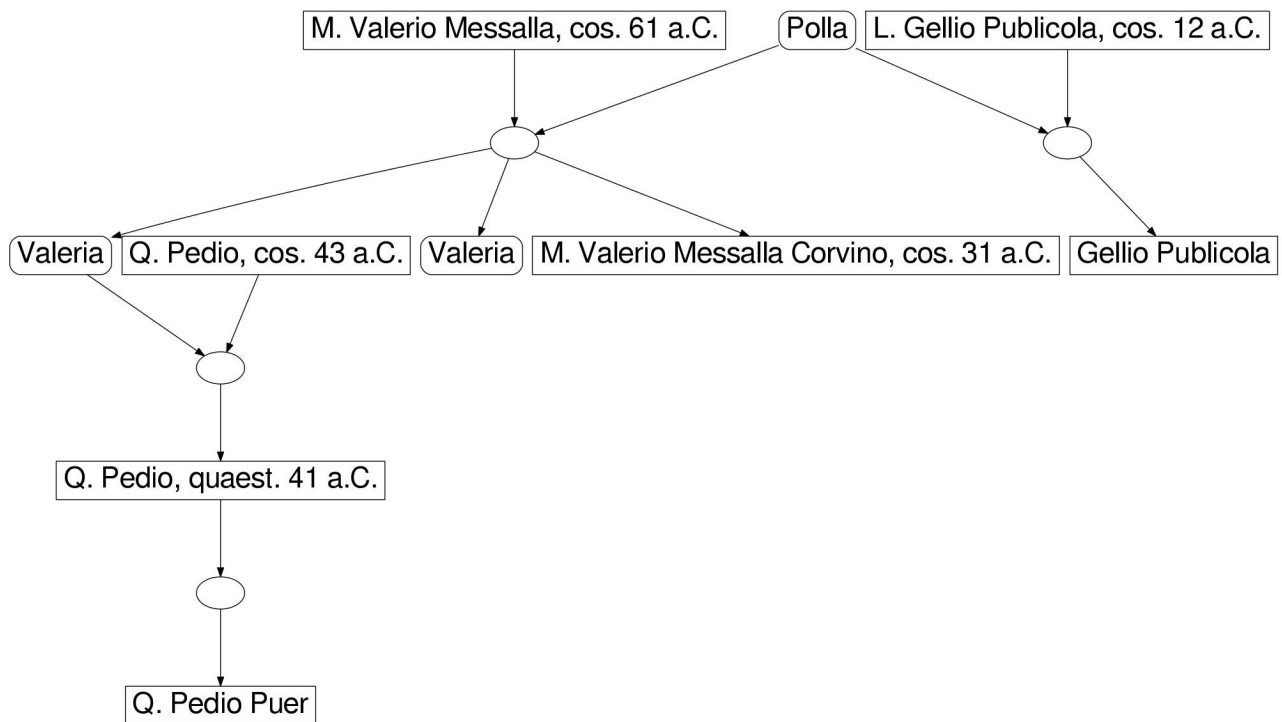 M. Valerio Messalla, cos. 61 a.C.
Polla
L. Gellio Publicola, cos. 12 a.C.
Valeria
Q. Pedio, cos. 43 a.C.
Valeria
M. Valerio Messalla Corvino, cos. 31 a.C.
Gellio Publicola
Q. Pedio, quaest. 41 a.C.
Q. Pedio Puer